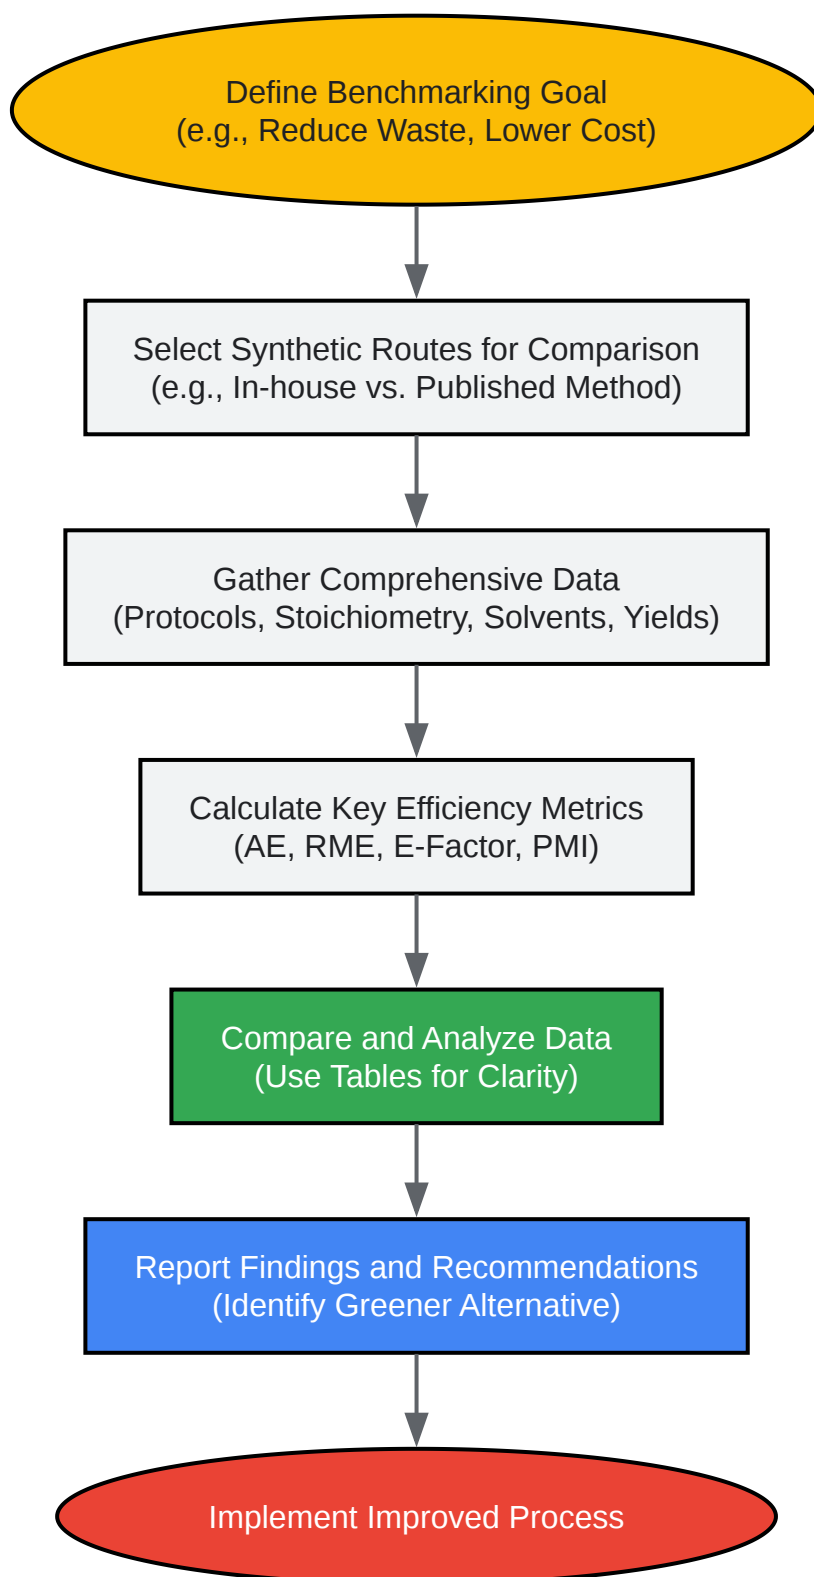 Define Benchmarking Goal
(e.g., Reduce Waste, Lower Cost)
Select Synthetic Routes for Comparison
(e.g., In-house vs. Published Method)
Gather Comprehensive Data
(Protocols, Stoichiometry, Solvents, Yields)
Calculate Key Efficiency Metrics
(AE, RME, E-Factor, PMI)
Compare and Analyze Data
(Use Tables for Clarity)
Report Findings and Recommendations
(Identify Greener Alternative)
Implement Improved Process